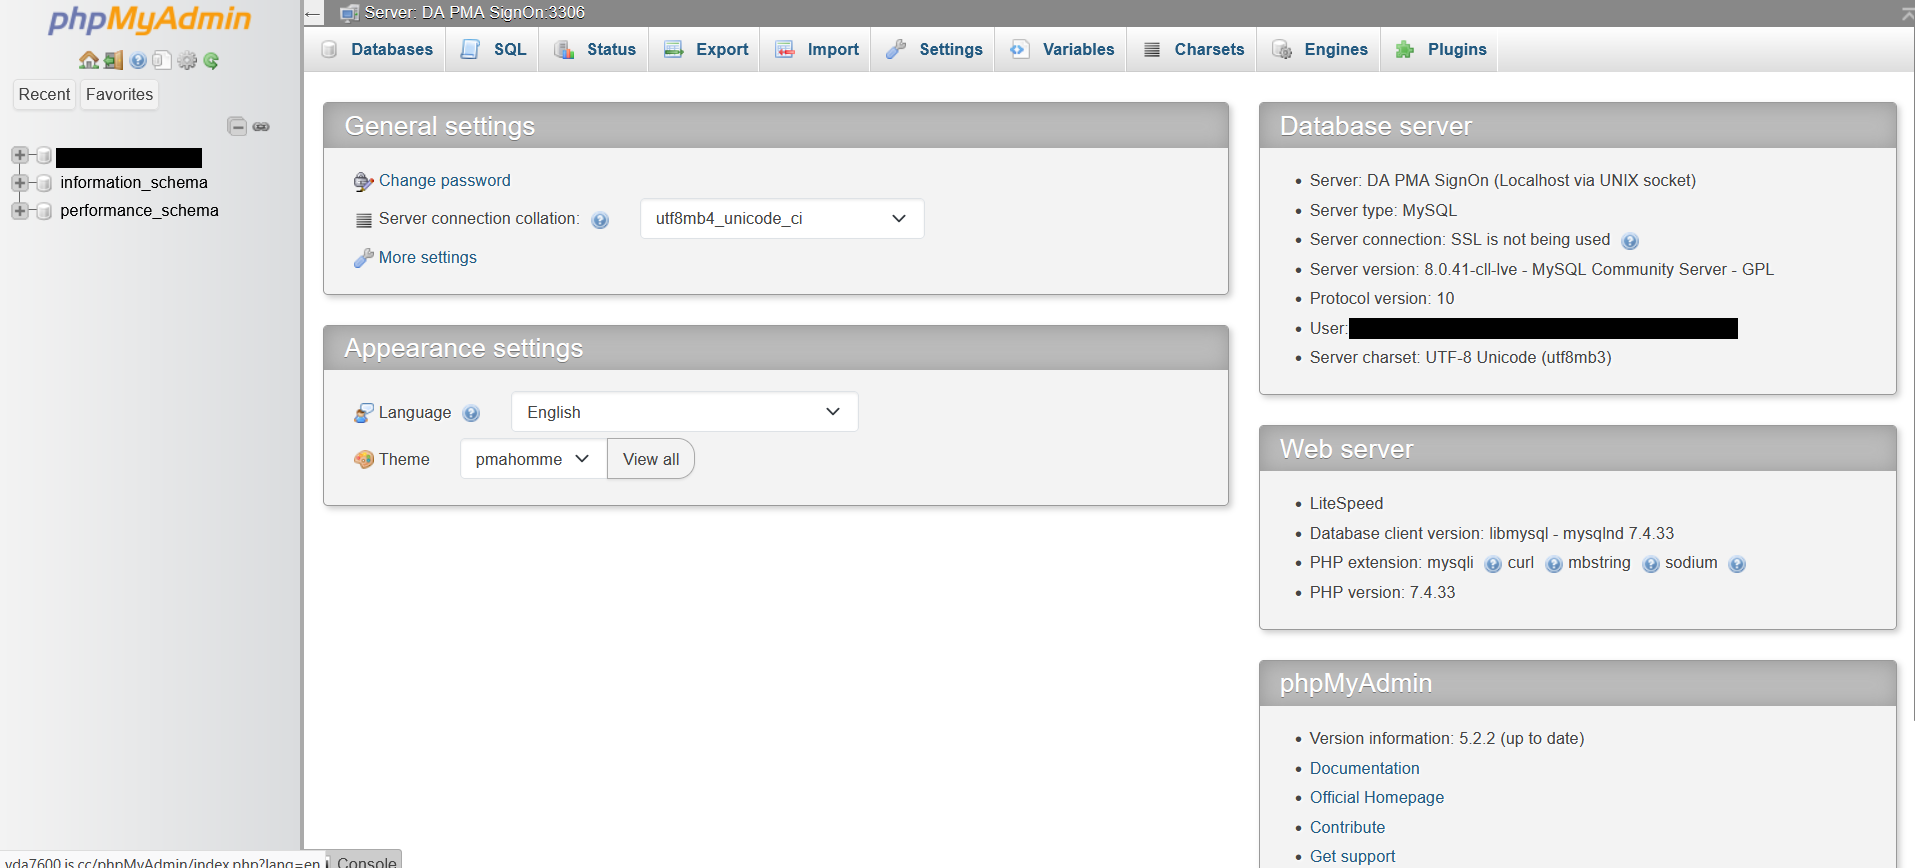 phpMyAdmin
Recent Favorites
information_schema
performance_schema
Server: DA PMA SignOn:3306
Databases SQL Status Export Import Settings Variables Charsets Engines Plugins
General settings
Change password
Server connection collation: utf8mb4_unicode_ci
More settings
Appearance settings
Language English
Theme pmahomme View all
Database server
Server: DA PMA SignOn (Localhost via UNIX socket)
Server type: MySQL
Server connection: SSL is not being used
Server version: 8.0.41-cll-lve - MySQL Community Server - GPL
Protocol version: 10
User:
Server charset: UTF-8 Unicode (utf8mb3)
Web server
LiteSpeed
Database client version: libmysql - mysqlnd 7.4.33
PHP extension: mysqli curl mbstring sodium
PHP version: 7.4.33
phpMyAdmin
Version information: 5.2.2 (up to date)
Documentation
Official Homepage
Contribute
Get support
vda7600.is.cc/phpMyAdmin/index.php?lang=en
Console